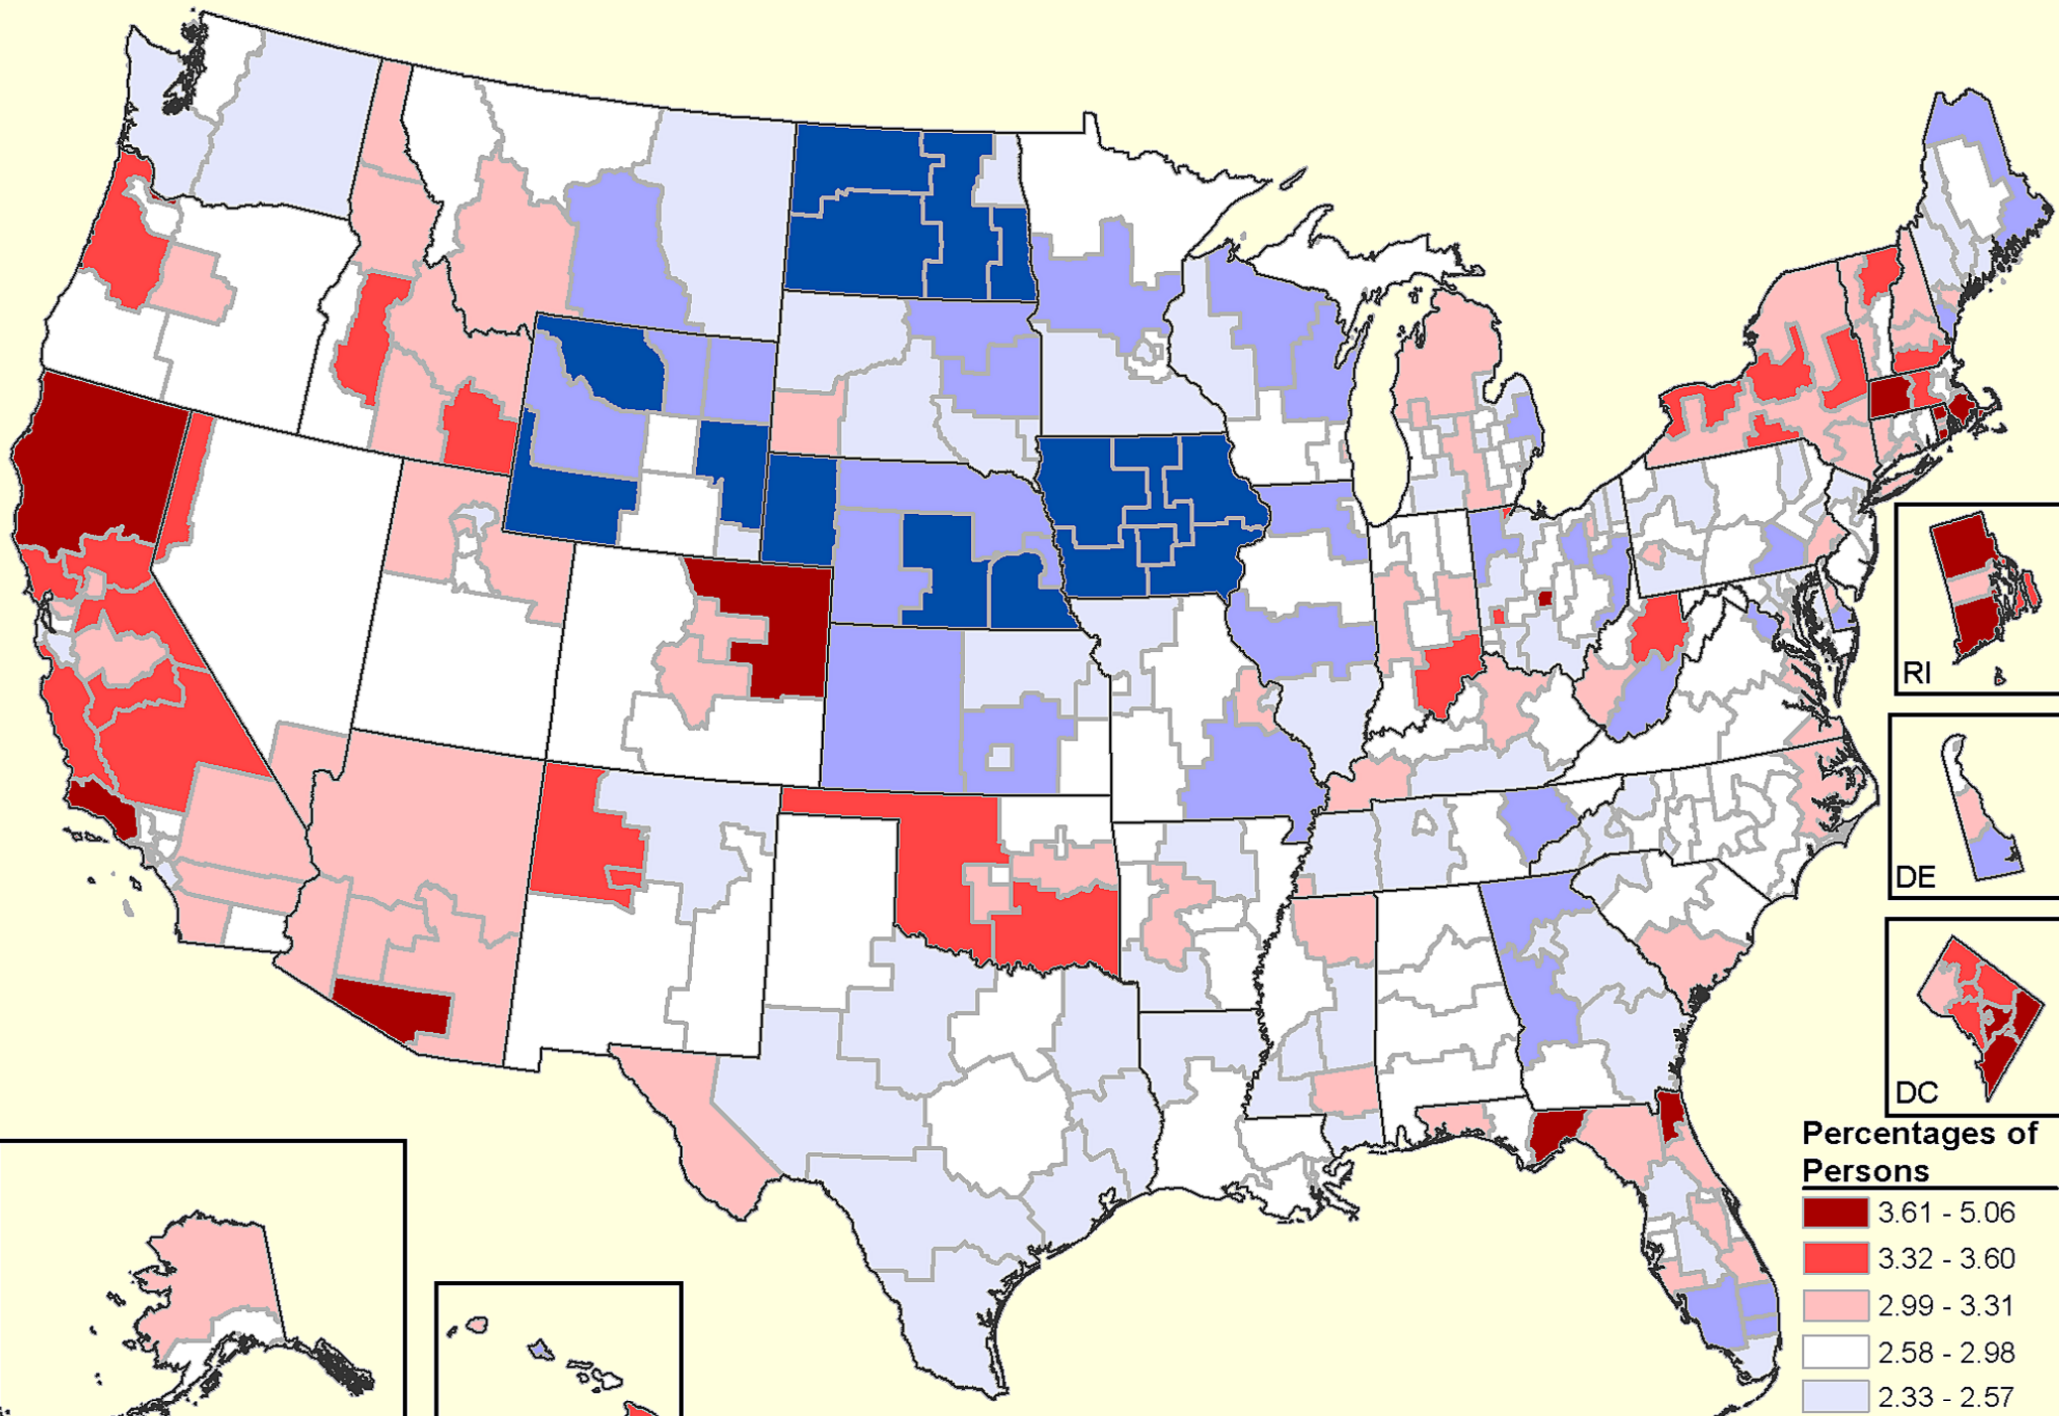 RI
DE
DC
Percentages of
Persons
3.61 - 5.06
3.32 - 3.60
2.99 - 3.31
2.58 - 2.98
2.33 - 2.57